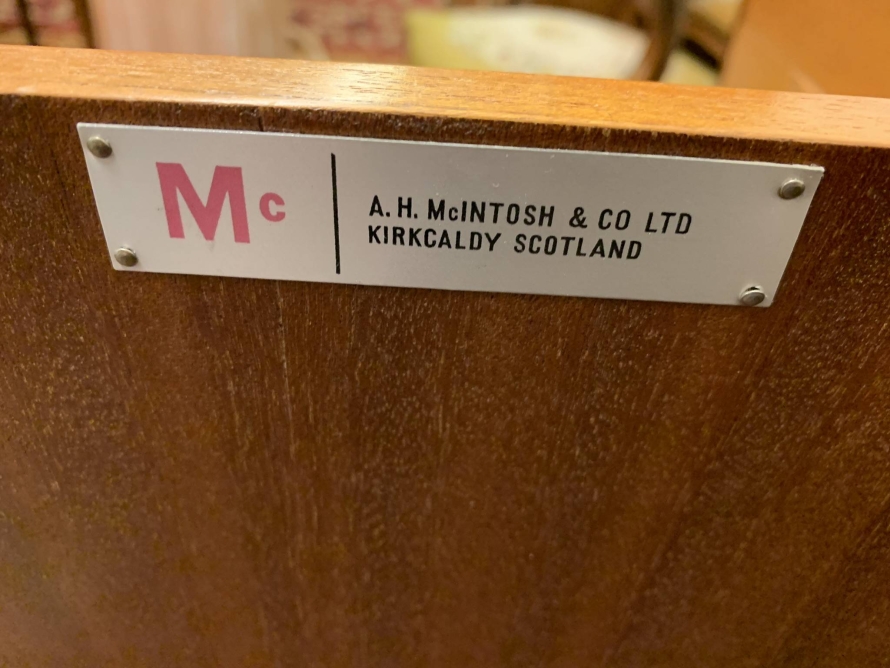 Mc
A. H. McINTOSH & CO LTD
KIRKCALDY SCOTLAND